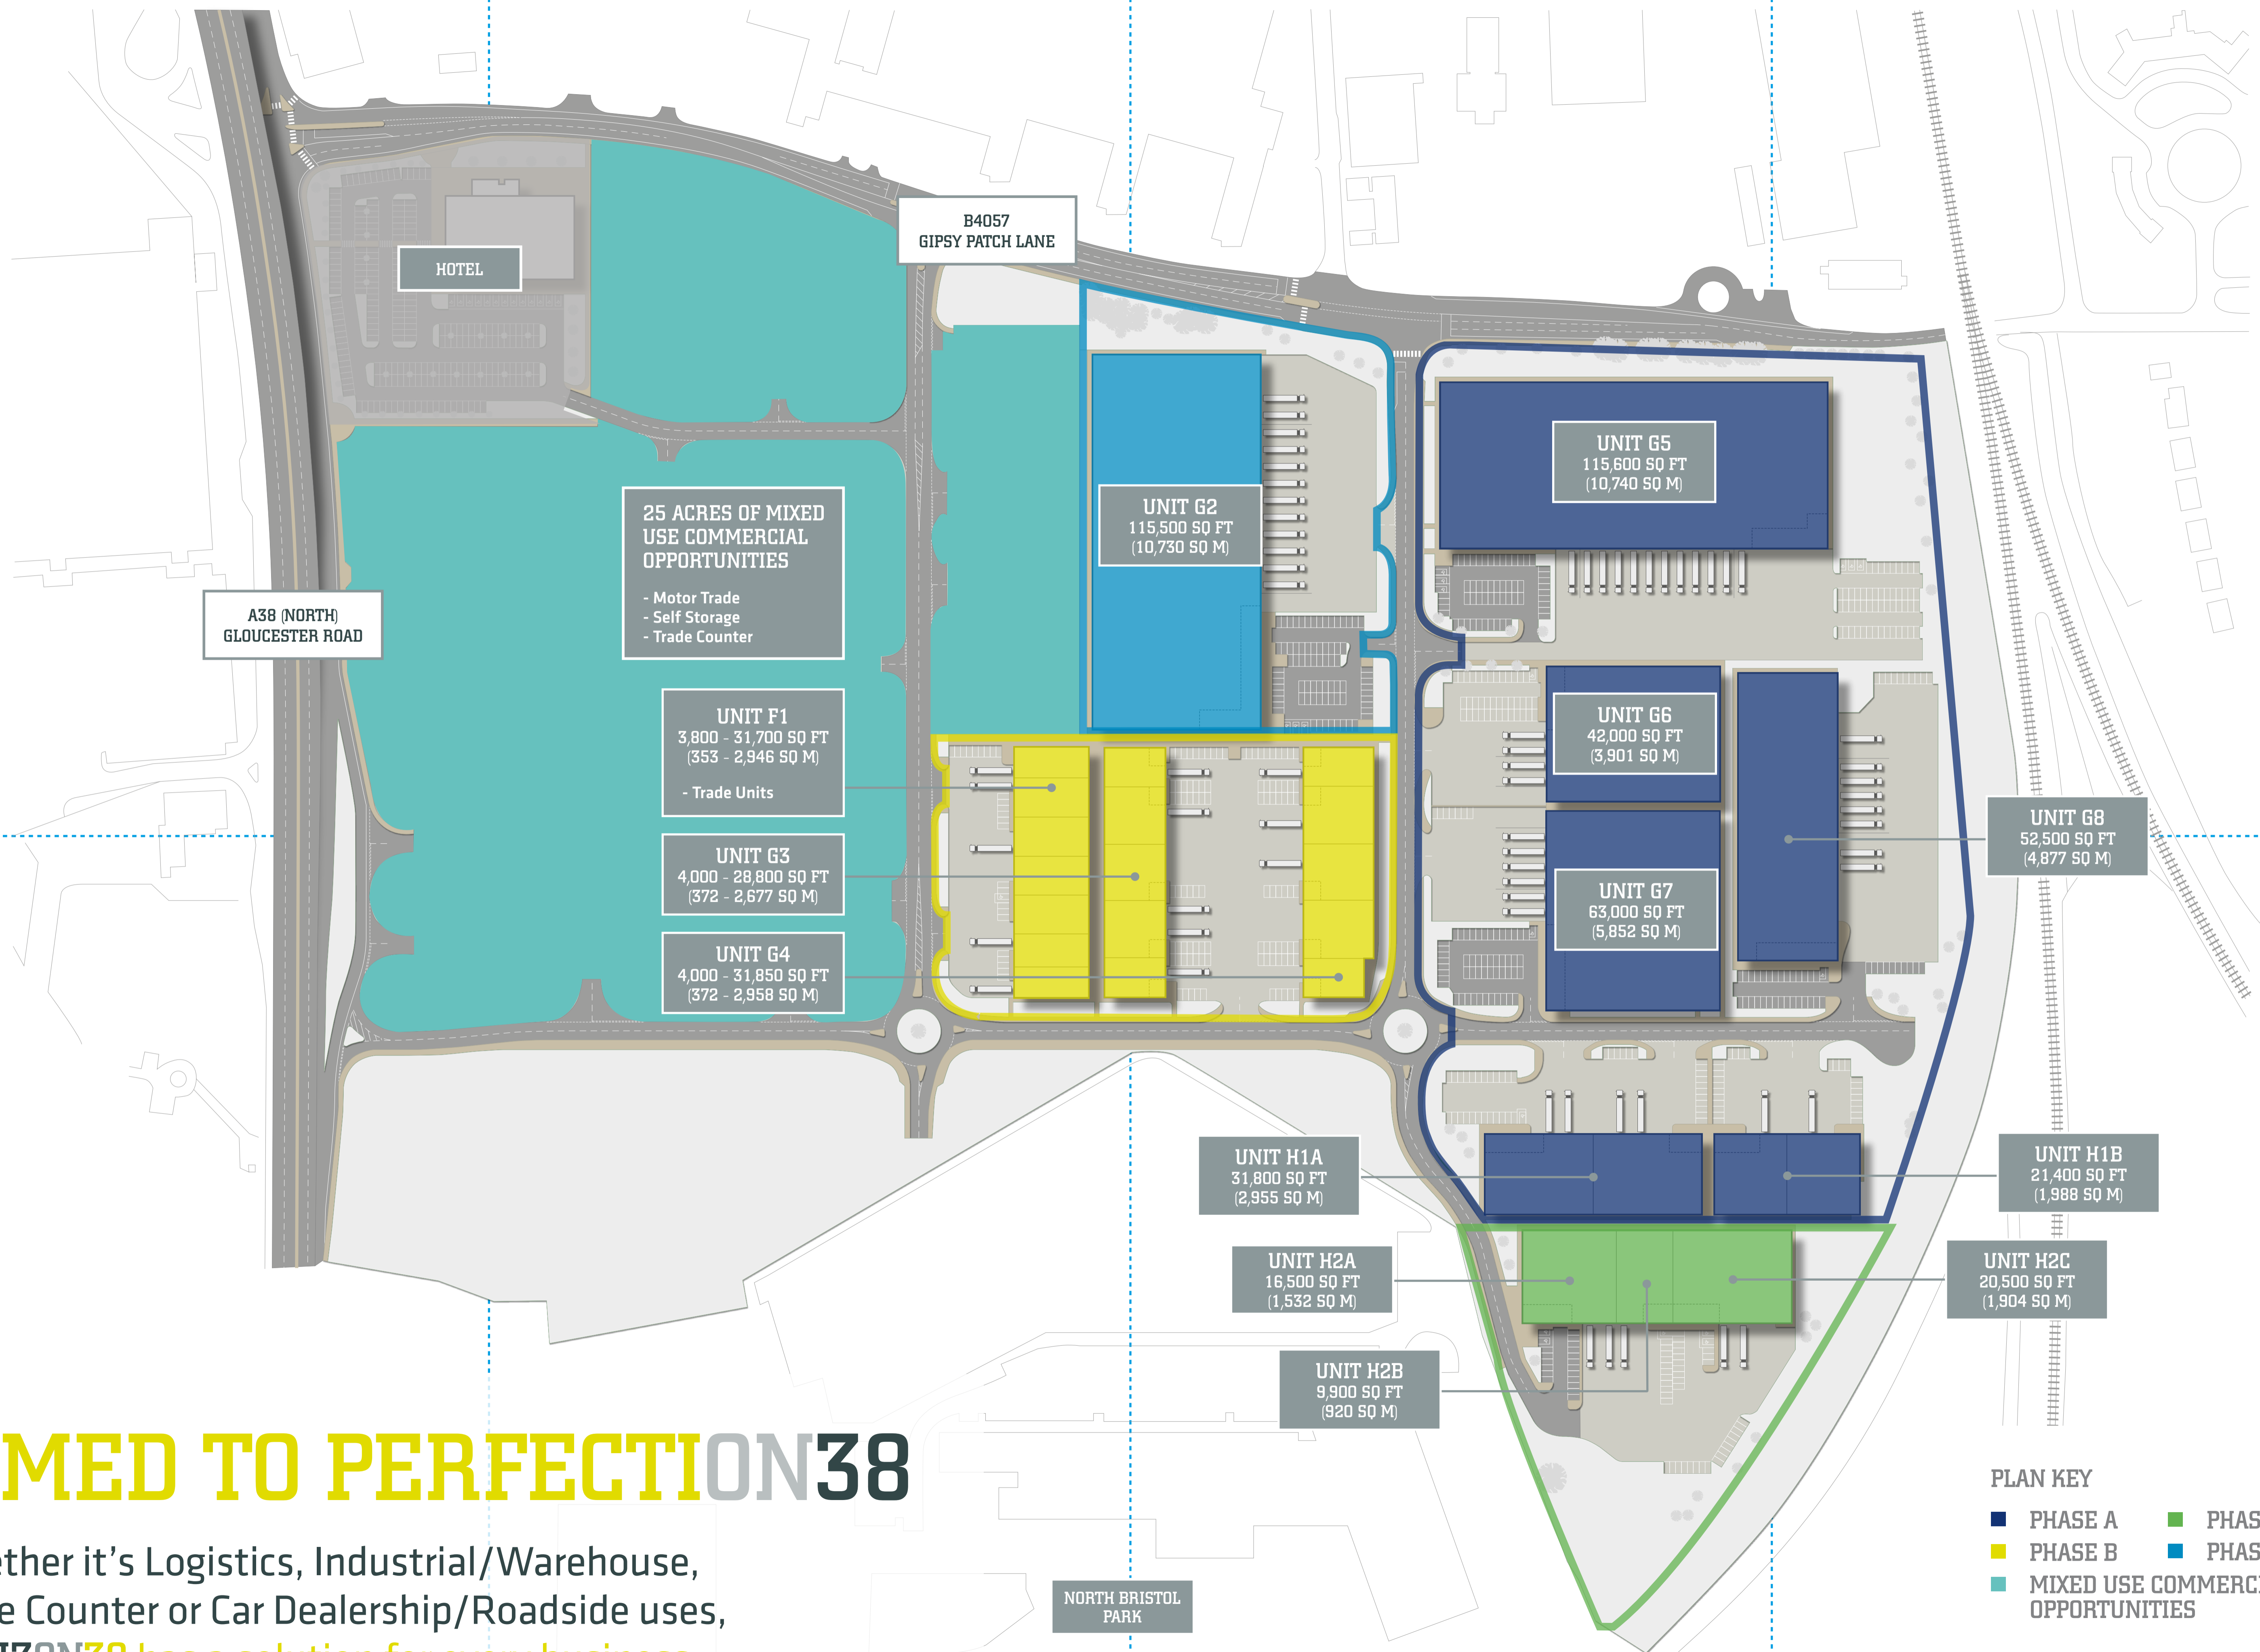 B4057
GIPSY PATCH LANE
HOTEL
UNIT G5
115,600 SQ FT
(10,740 SQ M)
25 ACRES OF MIXED
USE COMMERCIAL
OPPORTUNITIES
- Motor Trade
- Self Storage
- Trade Counter
UNIT G2
115,500 SQ FT
(10,730 SQ M)
A38 (NORTH)
GLOUCESTER ROAD
UNIT F1
3,800 - 31,700 SQ FT
(353 - 2,946 SQ M)
- Trade Units
UNIT G6
42,000 SQ FT
(3,901 SQ M)
UNIT G8
52,500 SQ FT
(4,877 SQ M)
UNIT G3
4,000 - 28,800 SQ FT
(372 - 2,677 SQ M)
UNIT G7
63,000 SQ FT
(5,852 SQ M)
UNIT G4
4,000 - 31,850 SQ FT
(372 - 2,958 SQ M)
UNIT H1A
31,800 SQ FT
(2,955 SQ M)
UNIT H1B
21,400 SQ FT
(1,988 SQ M)
UNIT H2A
16,500 SQ FT
(1,532 SQ M)
UNIT H2C
20,500 SQ FT
(1,904 SQ M)
UNIT H2B
9,900 SQ FT
(920 SQ M)
MED TO PERFECTION38
ether it's Logistics, Industrial/Warehouse,
e Counter or Car Dealership/Roadside uses,
ON38 has a solution for every business
NORTH BRISTOL
PARK
PLAN KEY
PHASE A
PHAS
PHASE B
PHAS
MIXED USE COMMERC
OPPORTUNITIES